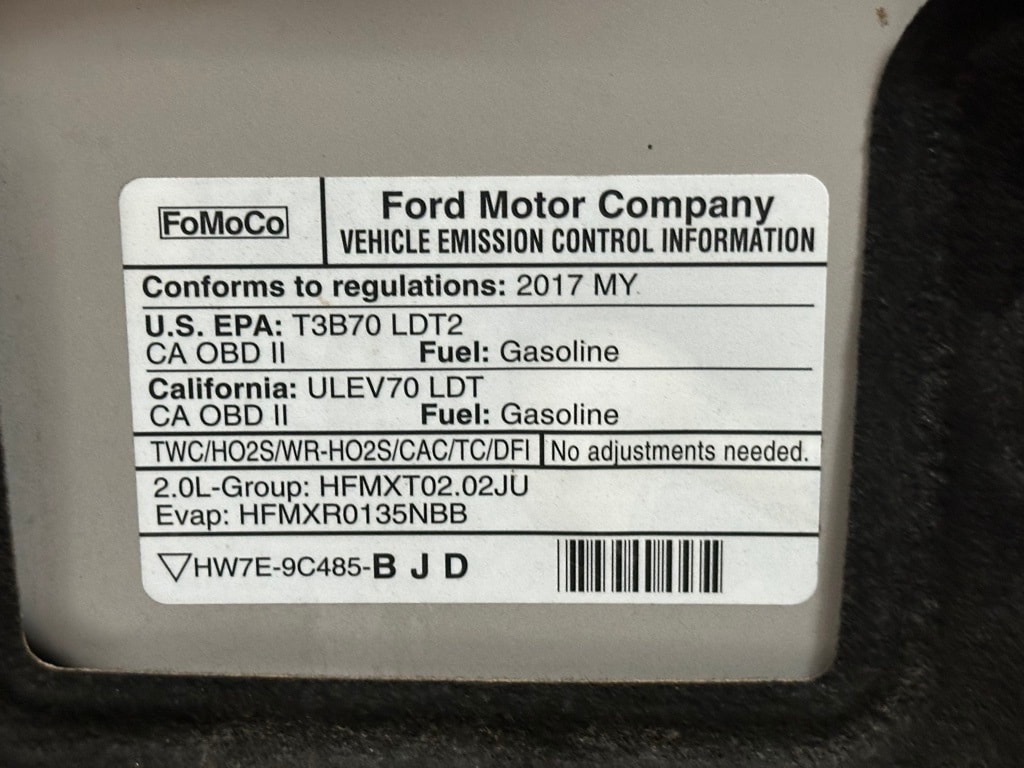 FoMoCo
Ford Motor Company
VEHICLE EMISSION CONTROL INFORMATION
Conforms to regulations: 2017 MY
U.S. EPA: T3B70 LDT2
CA OBD II Fuel: Gasoline
California: ULEV70 LDT
CA OBD II Fuel: Gasoline
TWC/HO2S/WR-HO2S/CAC/TC/DFI No adjustments needed.
2.0L-Group: HFMXT02.02JU
Evap: HFMXR0135NBB
▽HW7E-9C485-B J D